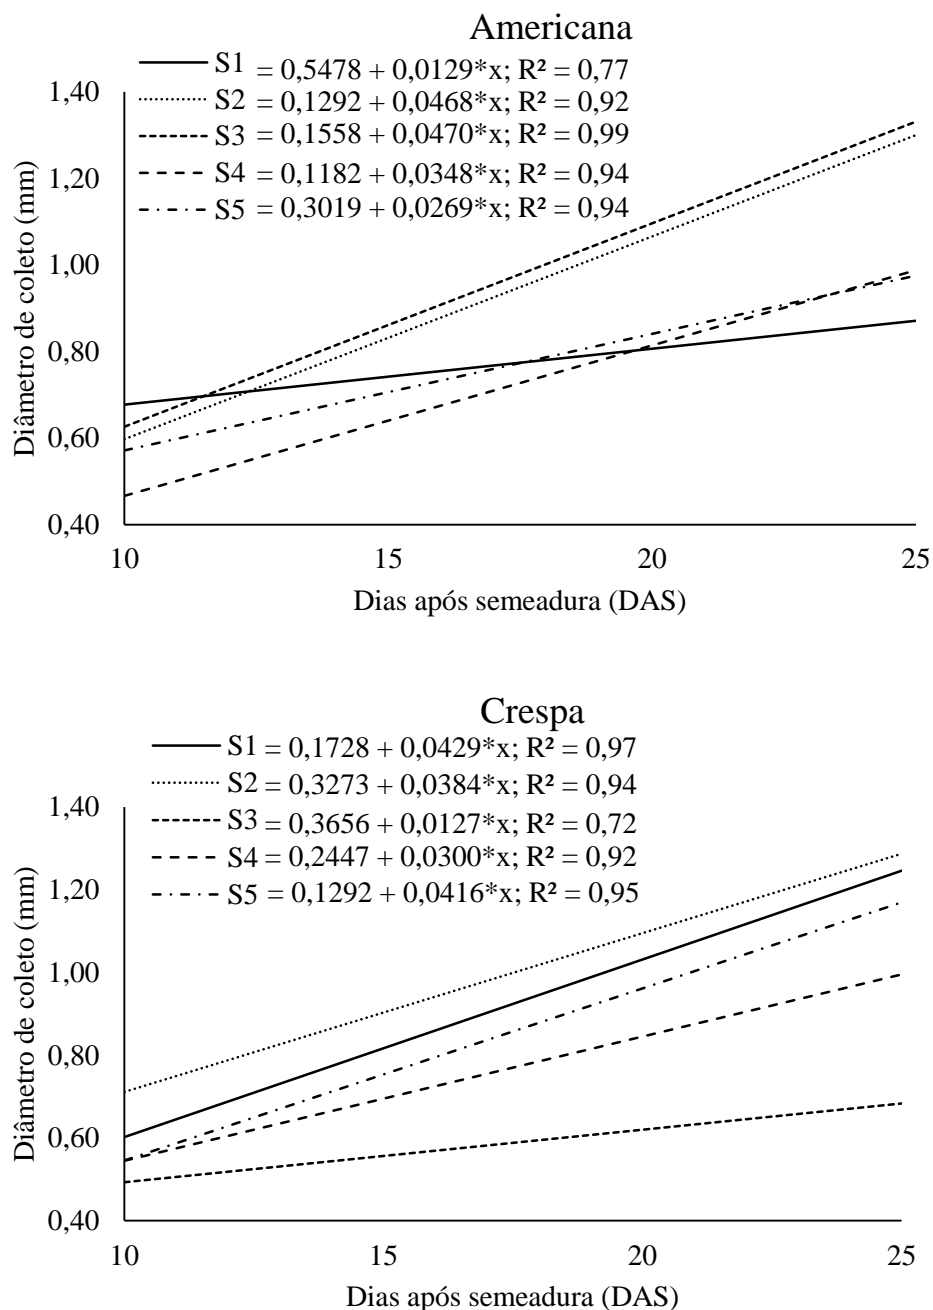 Americana
S1 = 0,5478 + 0,0129*x; R² = 0,77
S2 = 0,1292 + 0,0468*x; R² = 0,92
S3 = 0,1558 + 0,0470*x; R² = 0,99
S4 = 0,1182 + 0,0348*x; R² = 0,94
S5 = 0,3019 + 0,0269*x; R² = 0,94
Diâmetro de coleto (mm)
1,40
1,20
1,00
0,80
0,60
0,40
10 15 20 25
Dias após semeadura (DAS)
Crespa
S1 = 0,1728 + 0,0429*x; R² = 0,97
S2 = 0,3273 + 0,0384*x; R² = 0,94
S3 = 0,3656 + 0,0127*x; R² = 0,72
S4 = 0,2447 + 0,0300*x; R² = 0,92
S5 = 0,1292 + 0,0416*x; R² = 0,95
Diâmetro de coleto (mm)
1,40
1,20
1,00
0,80
0,60
0,40
10 15 20 25
Dias após semeadura (DAS)